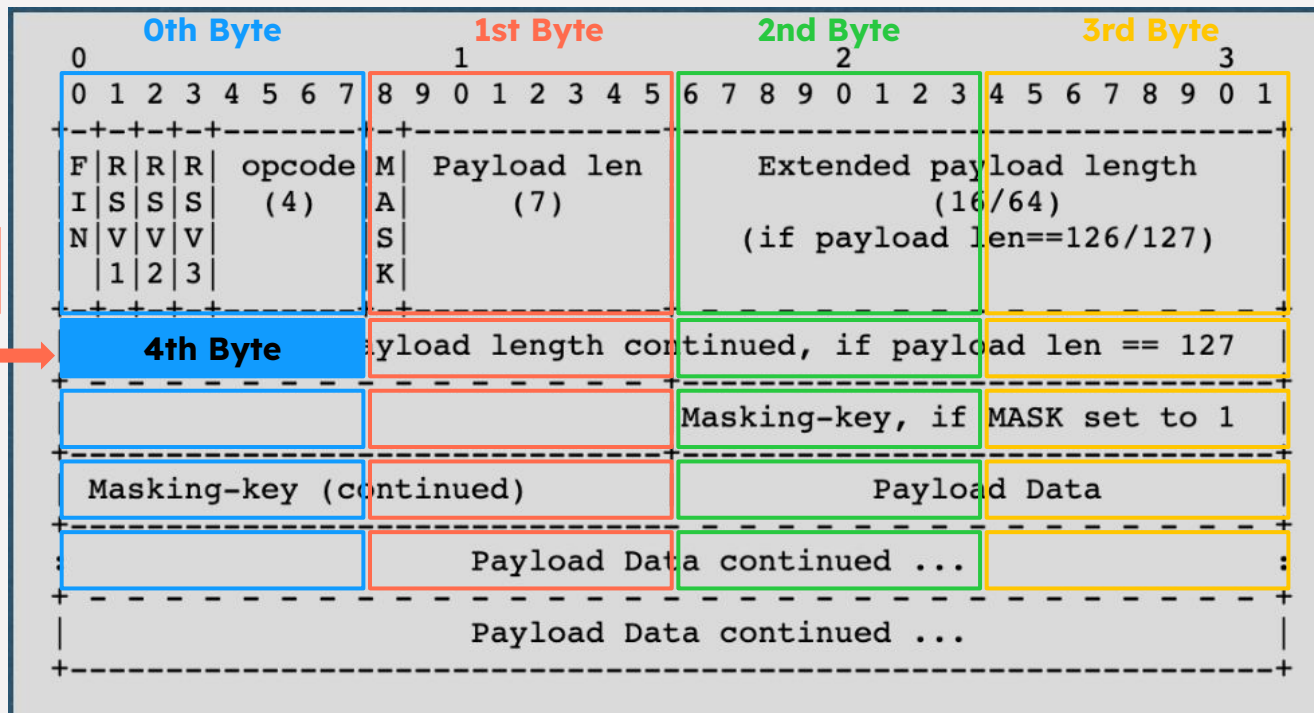 0th Byte 1st Byte 2nd Byte 3rd Byte
0 1 2 3
0 1 2 3 4 5 6 7 8 9 0 1 2 3 4 5 6 7 8 9 0 1 2 3 4 5 6 7 8 9 0 1
+-+-+-+-+-------+-+-------------+-------------------------------+
|F|R|R|R| opcode|M| Payload len | Extended payload length |
|I|S|S|S| (4) |A| (7) | (16/64) |
|N|V|V|V| |S| | (if payload len==126/127) |
| |1|2|3| |K| | |
+-+-+-+-+-------+-+-------------+ - - - - - - - - - - - - - - - +
4th Byte yload length continued, if payload len == 127 |
+ - - - - - - - - - - - - - - - +-------------------------------+
| |Masking-key, if MASK set to 1 |
+-------------------------------+-------------------------------+
| Masking-key (continued) | Payload Data |
+-------------------------------- - - - - - - - - - - - - - - - +
: Payload Data continued ... :
+ - - - - - - - - - - - - - - - - - - - - - - - - - - - - - - - +
| Payload Data continued ... |
+---------------------------------------------------------------+